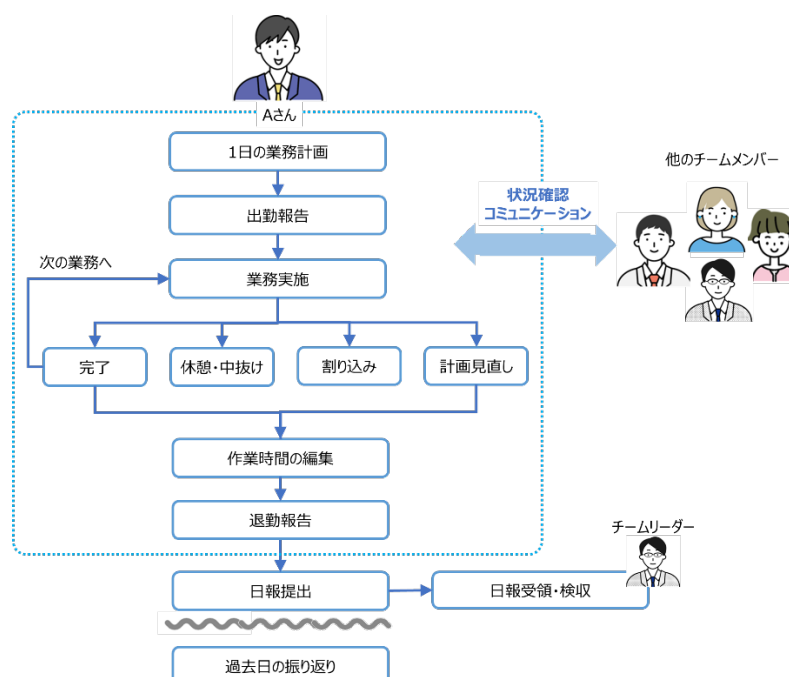 Aさん
1日の業務計画
他のチームメンバー
状況確認
コミュニケーション
出勤報告
次の業務へ
業務実施
完了
休憩・中抜け
割り込み
計画見直し
作業時間の編集
退勤報告
チームリーダー
日報提出
日報受領・検収
過去日の振り返り